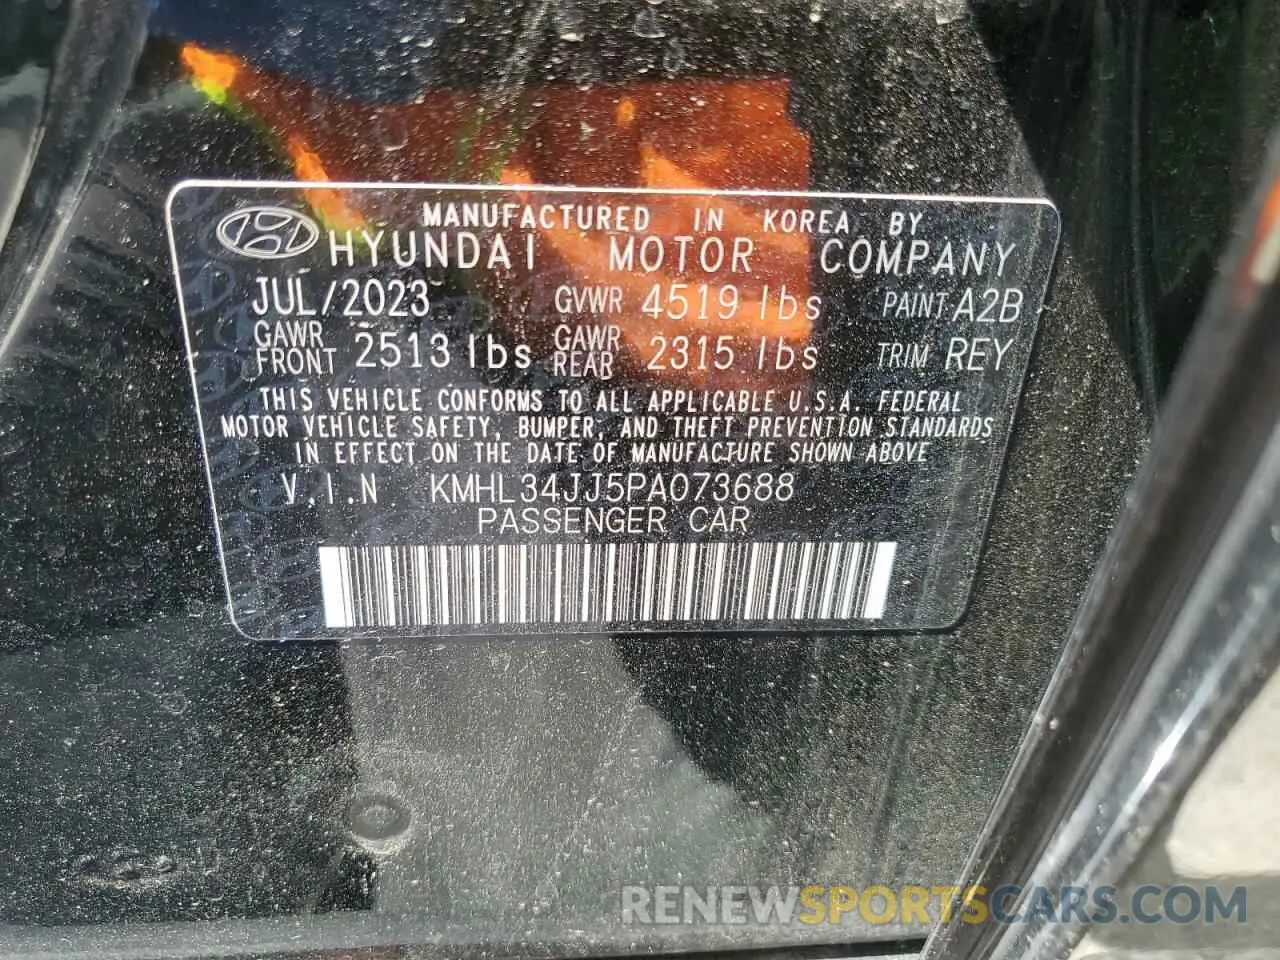 MANUFACTURED IN KOREA BY
HYUNDAI MOTOR COMPANY
JUL/2023 GVWR 4519 lbs PAINT A2B
GAWR FRONT 2513 lbs GAWR REAR 2315 lbs TRIM REY
THIS VEHICLE CONFORMS TO ALL APPLICABLE U.S.A. FEDERAL
MOTOR VEHICLE SAFETY, BUMPER, AND THEFT PREVENTION STANDARDS
IN EFFECT ON THE DATE OF MANUFACTURE SHOWN ABOVE
V.I.N KMHL34JJ5PA073688
PASSENGER CAR
RENEWSPORTSCARS.COM